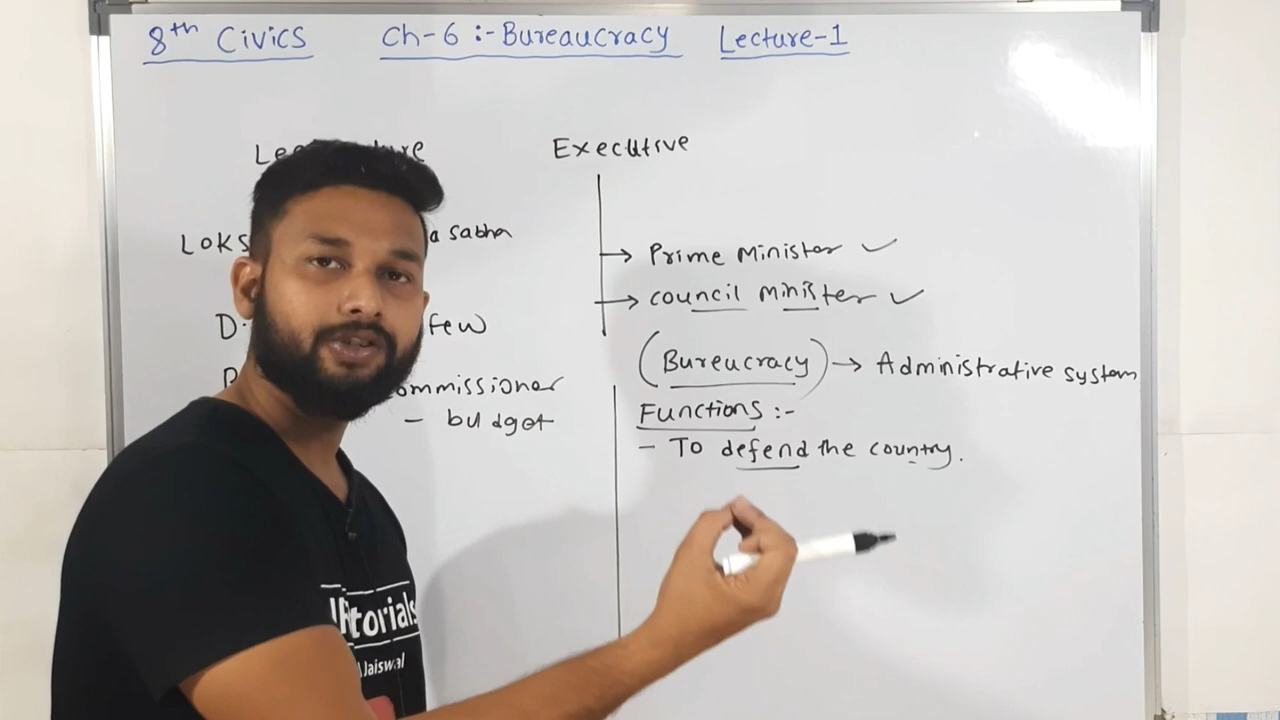 8th Civics Ch-6 :- Bureaucracy Lecture-1
Executive
Loks a sabha
Prime Minister ✓
council minister ✓
D. few
(Bureucracy) → Administrative system
ommissioner
Functions :-
- budget
- To defend the country.
torials
Jaiswal